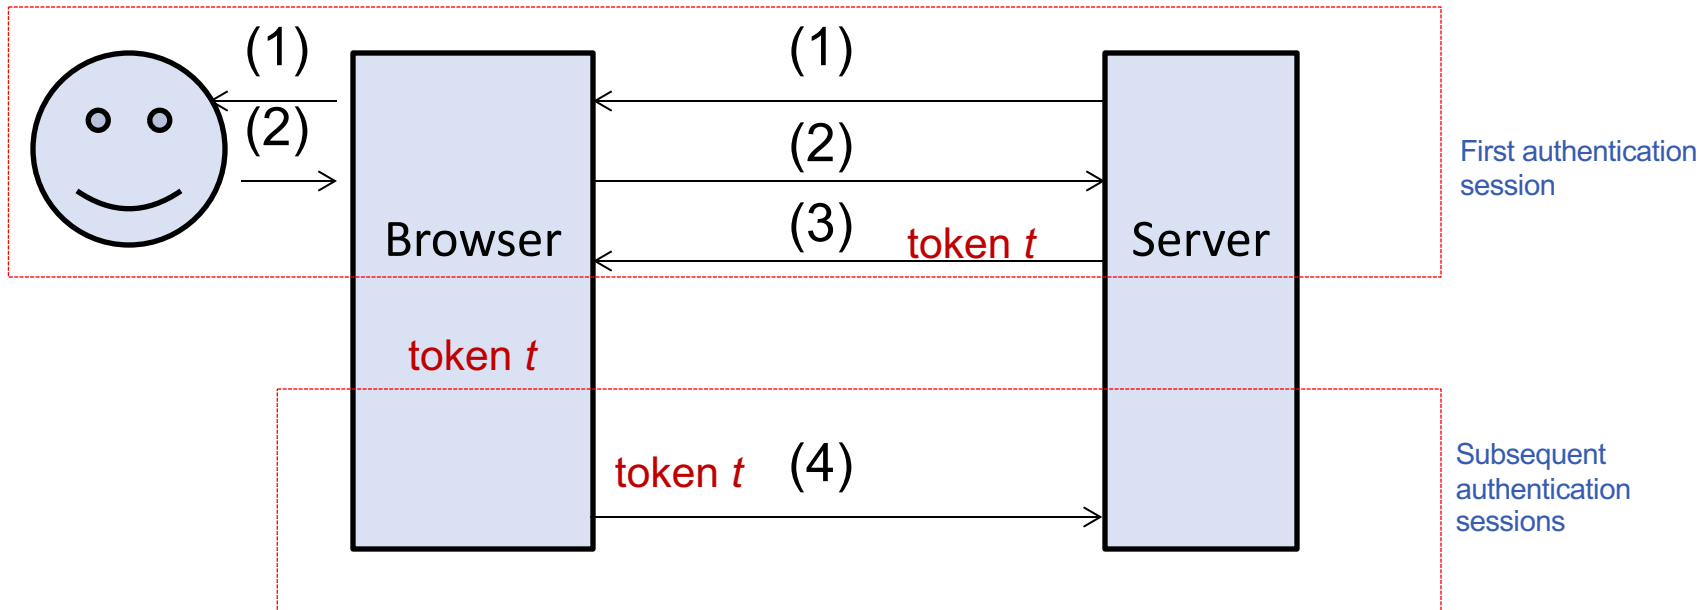 (1)
(1)
(2)
(2)
First authentication
session
(3)
token t
Browser
Server
token t
Subsequent
authentication
sessions
token t
(4)